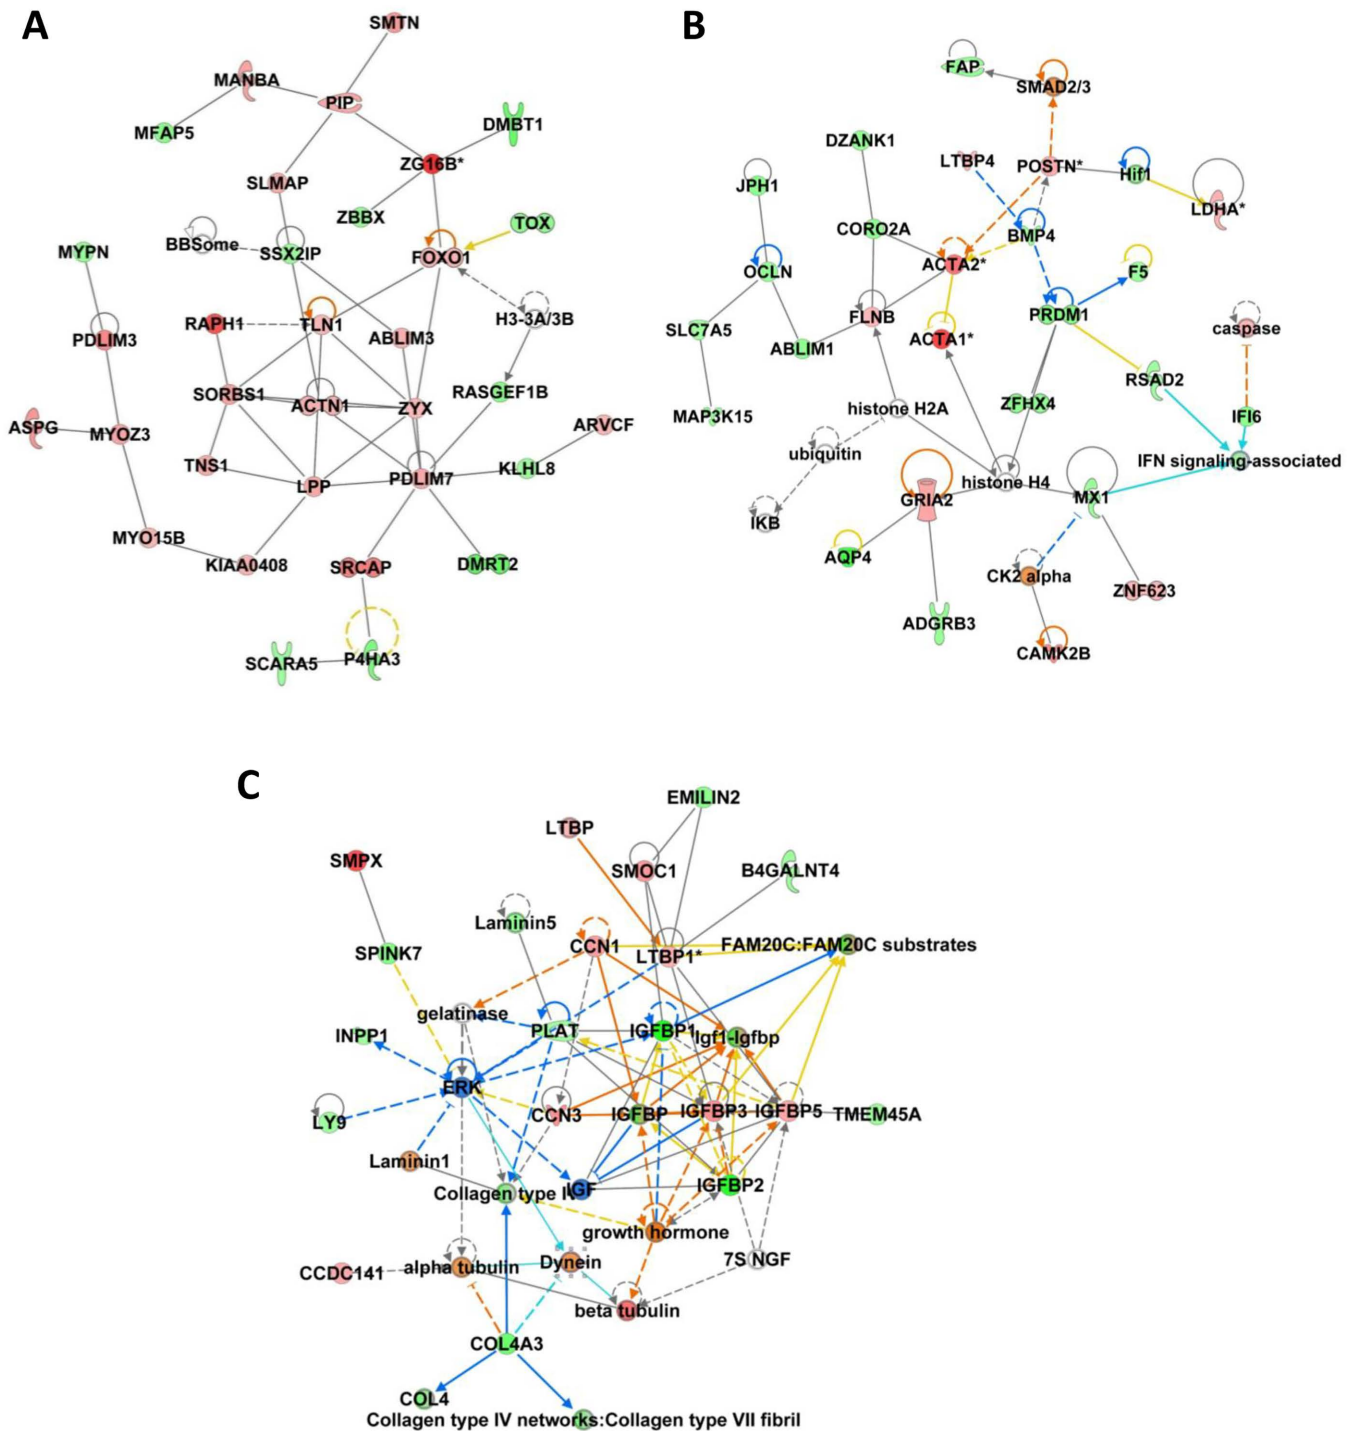 A
SMTN
MANBA
PIP
MFAP5
DMBT1
ZG16B*
SLMAP
ZBBX
TOX
BBSome
SSX2IP
FOXO1
MYPN
H3-3A/3B
RAPH1
TLN1
PDLIM3
ABLIM3
SORBS1
ACTN1
ZYX
RASGEF1B
ASPG
MYOZ3
ARVCF
TNS1
LPP
PDLIM7
KLHL8
MYO15B
KIAA0408
SRCAP
DMRT2
SCARA5
P4HA3
B
FAP
SMAD2/3
DZANK1
LTBP4
POSTN*
Hif1
JPH1
LDHA*
CORO2A
BMP4
OCLN
ACTA2*
F5
FLNB
PRDM1
SLC7A5
ABLIM1
ACTA1*
caspase
RSAD2
MAP3K15
histone H2A
ZFHX4
IFI6
ubiquitin
IFN signaling-associated
histone H4
GRIA2
MX1
IKB
AQP4
CK2 alpha
ZNF623
ADGRB3
CAMK2B
C
EMILIN2
LTBP
SMPX
SMOC1
B4GALNT4
Laminin5
SPINK7
CCN1
LTBP1*
FAM20C:FAM20C substrates
gelatinase
INPP1
PLAT
IGFBP1
Igf1-Igfbp
ERK
LY9
CCN3
IGFBP
IGFBP3
IGFBP5
TMEM45A
Laminin1
Collagen type IV
IGF
IGFBP2
growth hormone
CCDC141
alpha tubulin
Dynein
7S NGF
beta tubulin
COL4A3
COL4
Collagen type IV networks:Collagen type VII fibril